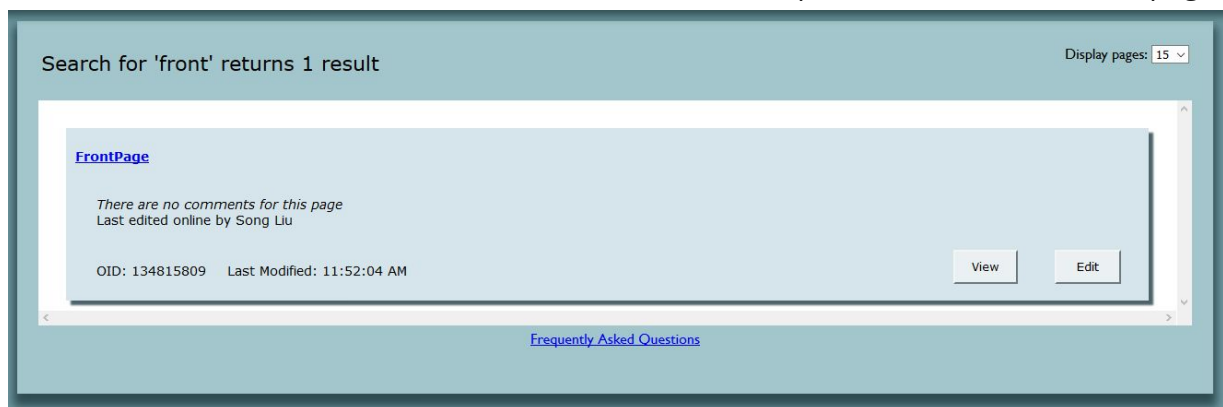 Search for 'front' returns 1 result
Display pages: 15
FrontPage
There are no comments for this page
Last edited online by Song Liu
OID: 134815809 Last Modified: 11:52:04 AM
View
Edit
Frequently Asked Questions